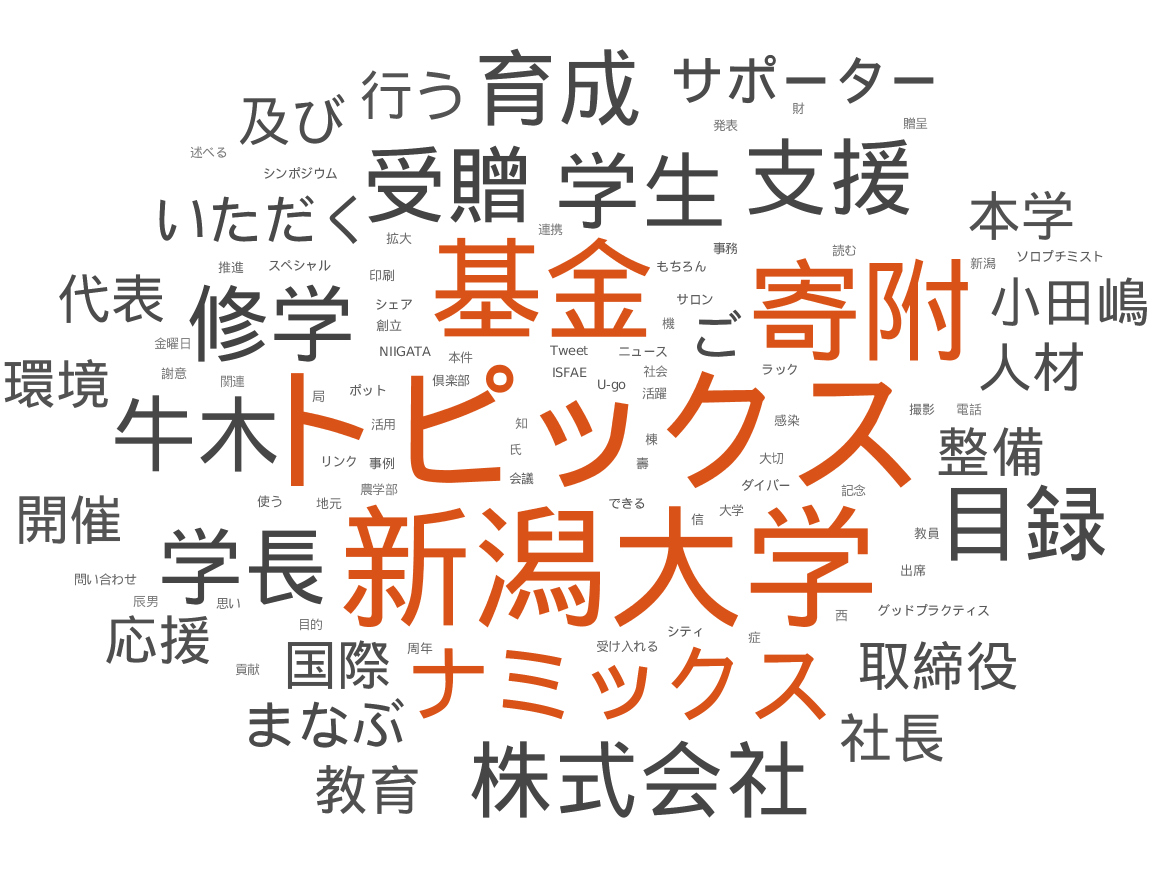 育成
サポーター
行う
及び
財
発表
贈呈
述べる
受贈
学生
支援
シンポジウム
いただく
本学
連携
拡大
基金
事務
読む
寄附
推進
スペシャル
もちろん
新潟
ソロプチミスト
印刷
代表
修学
シェア
サロン
小田嶋
創立
機
ご
金曜日
NIIGATA
本件
Tweet
ニュース
人材
環境
謝意
関連
倶楽部
ISFAE
社会
ラック
U-go
活躍
局
ポット
トピックス
牛木
活用
知
感染
撮影
電話
氏
棟
整備
リンク
事例
会議
壽
大切
農学部
ダイバー
記念
開催
使う
地元
できる
大学
信
目録
学長
新潟大学
教員
問い合わせ
出席
辰男
思い
グッドプラクティス
西
応援
目的
シティ
症
国際
周年
受け入れる
貢献
ナミックス
取締役
まなぶ
社長
教育
株式会社